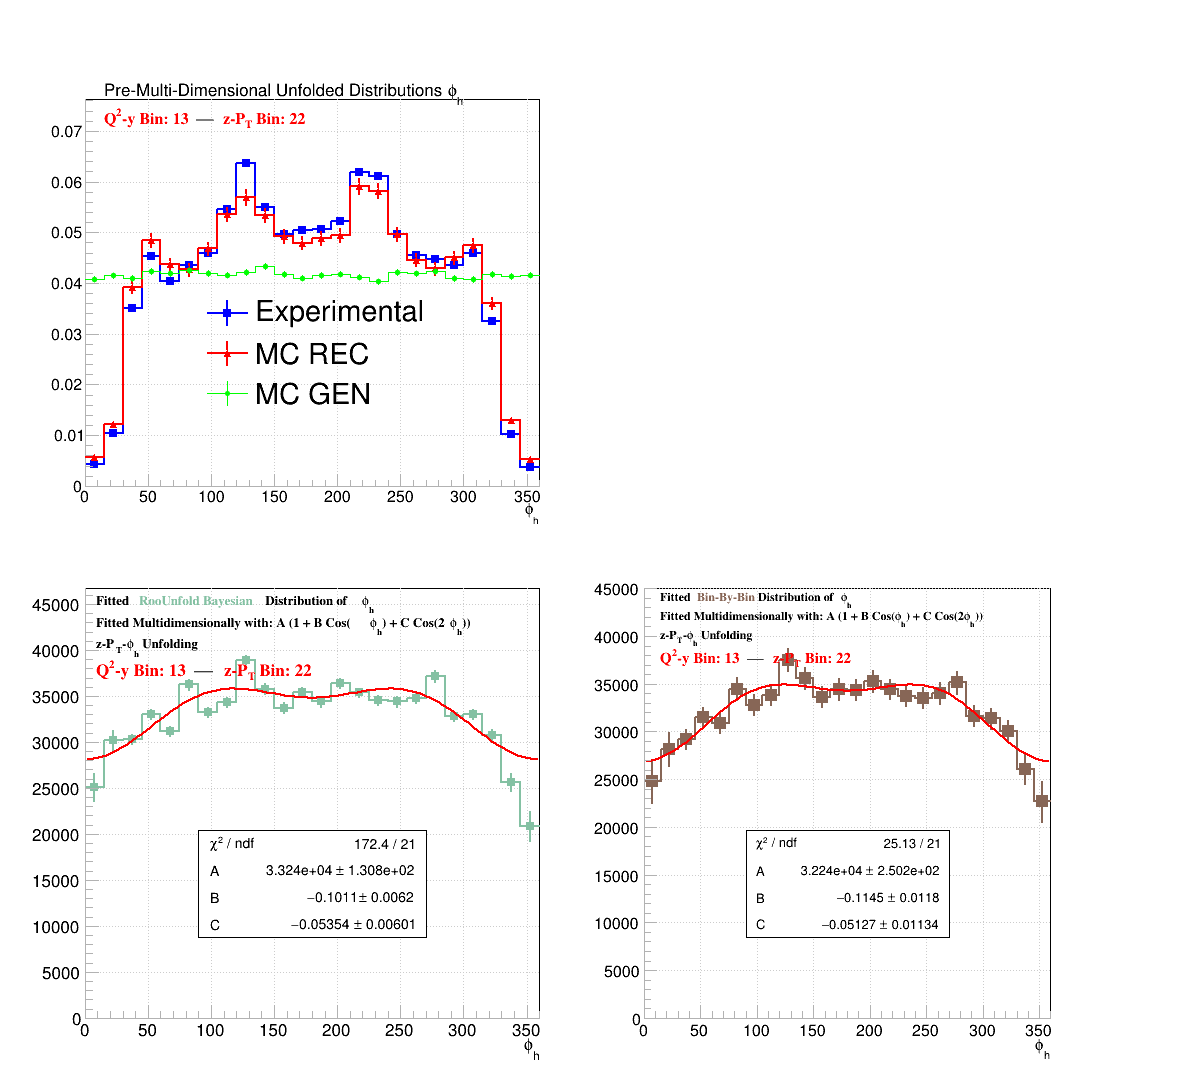 Pre-Multi-Dimensional Unfolded Distributions ϕh
Q²-y Bin: 13 — z-PT Bin: 22
0.07
0.06
0.05
0.04
0.03
0.02
0.01
0
Experimental
MC REC
MC GEN
0 50 100 150 200 250 300 350
ϕh
Fitted RooUnfold Bayesian Distribution of ϕh
Fitted Multidimensionally with: A (1 + B Cos( ϕh) + C Cos(2 ϕh))
z-PT-ϕh Unfolding
Q²-y Bin: 13 — z-PT Bin: 22
45000
40000
35000
30000
25000
20000
15000
10000
5000
0
χ² / ndf 172.4 / 21
A 3.324e+04 ± 1.308e+02
B −0.1011± 0.0062
C −0.05354 ± 0.00601
0 50 100 150 200 250 300 350
ϕh
Fitted Bin-By-Bin Distribution of ϕh
Fitted Multidimensionally with: A (1 + B Cos(ϕh) + C Cos(2ϕh))
z-PT-ϕh Unfolding
Q²-y Bin: 13 — z-PT Bin: 22
45000
40000
35000
30000
25000
20000
15000
10000
5000
0
χ² / ndf 25.13 / 21
A 3.224e+04 ± 2.502e+02
B −0.1145 ± 0.0118
C −0.05127 ± 0.01134
0 50 100 150 200 250 300 350
ϕh